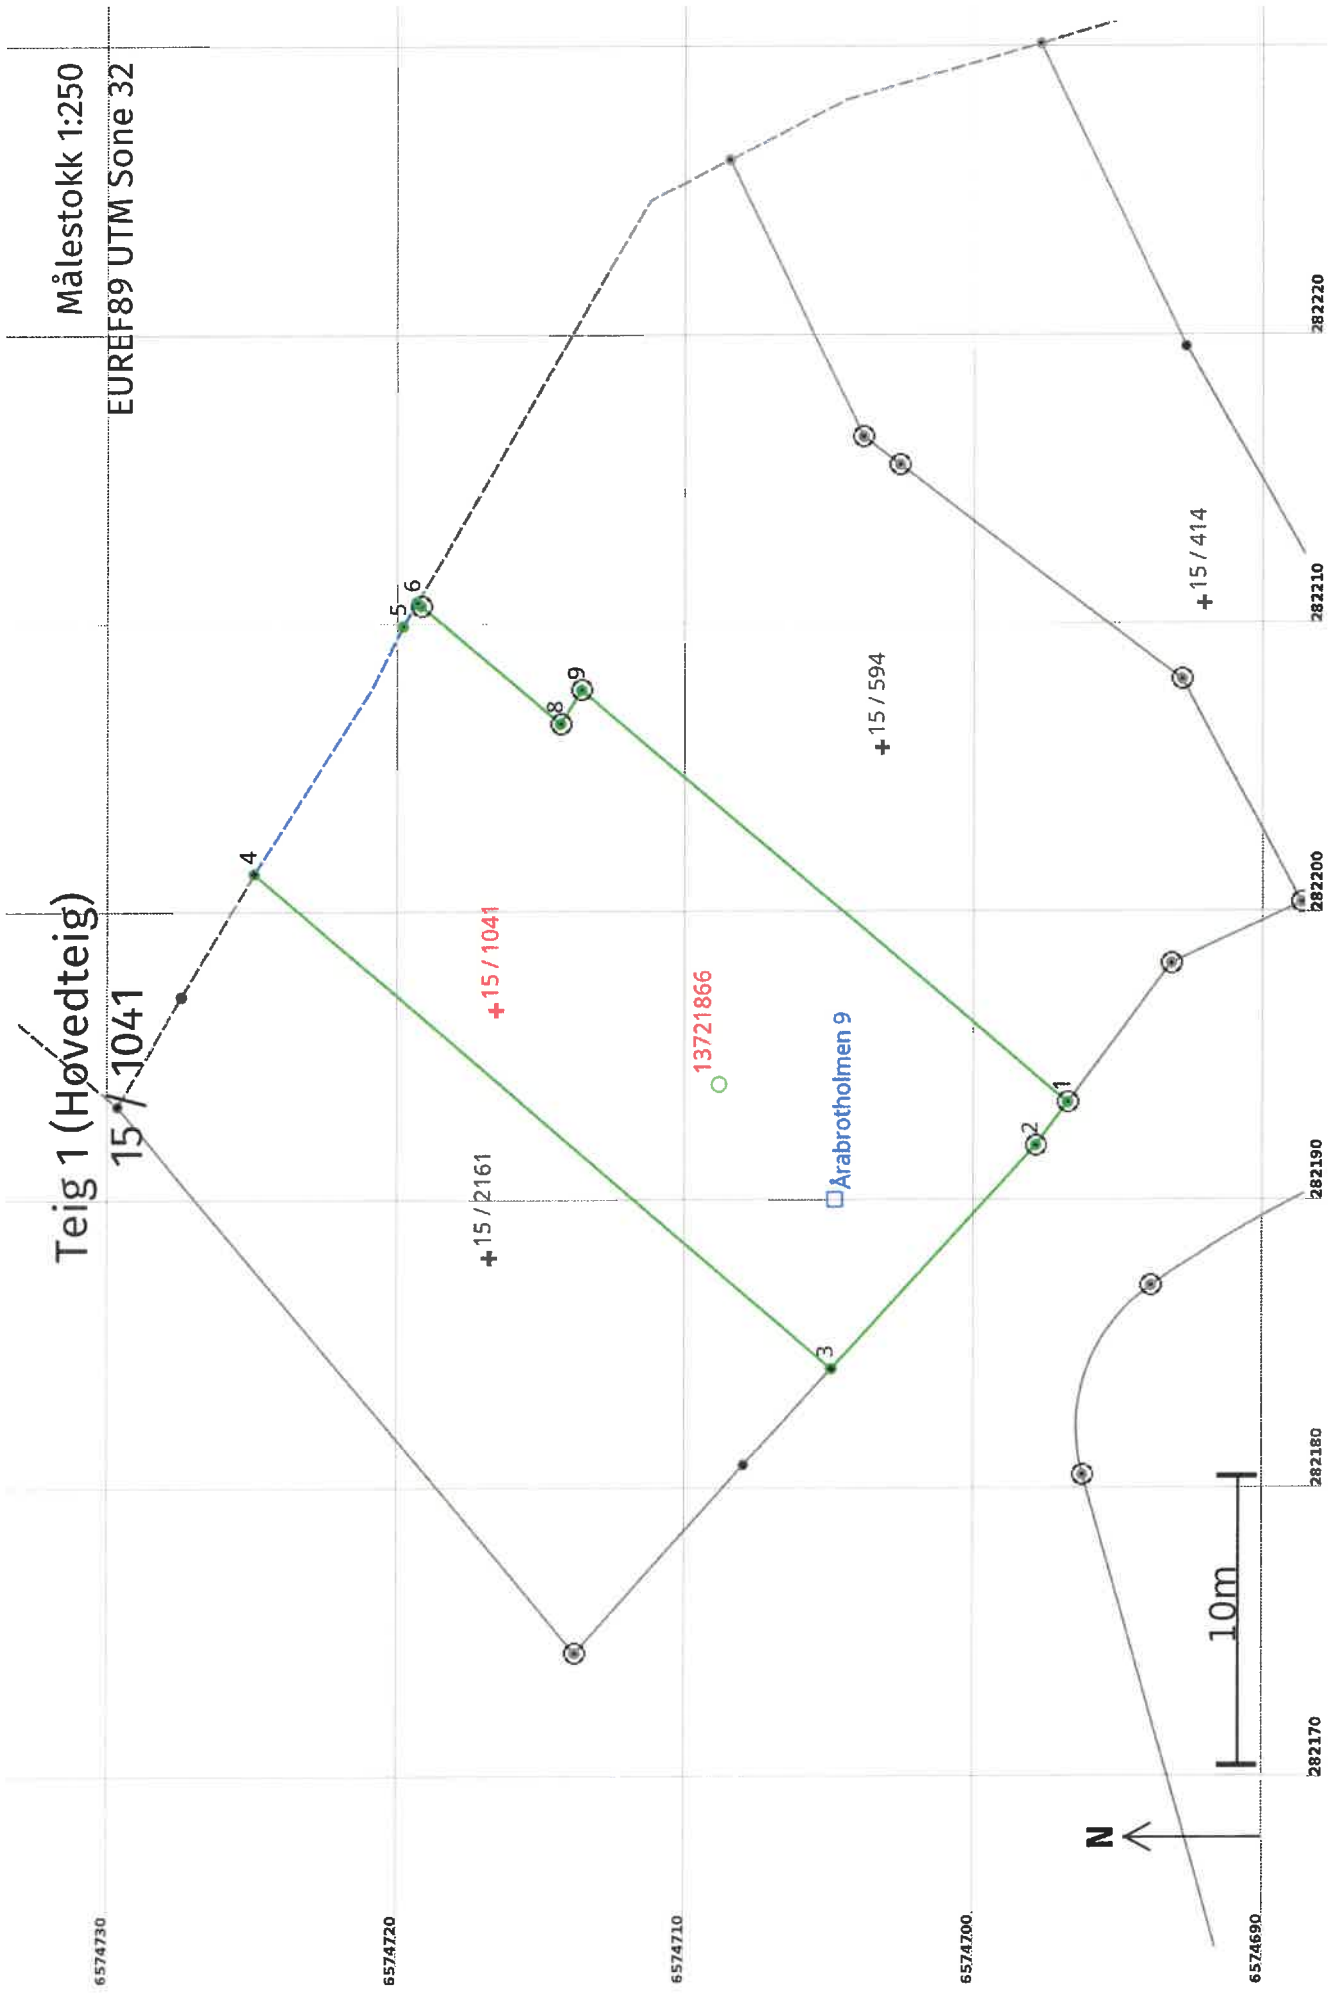 Teig 1 (Høvedteig)
15 / 1041
Målestokk 1:250
EUREF89 UTM Sone 32
6574730
6574720
6574710
6574700
6574690
4
5
6
8
9
+15 / 1041
+15 / 2161
13721866
+15 / 594
Årabrotholmen 9
3
2
1
+15 / 414
N
10m
282170
282180
282190
282200
282210
282220